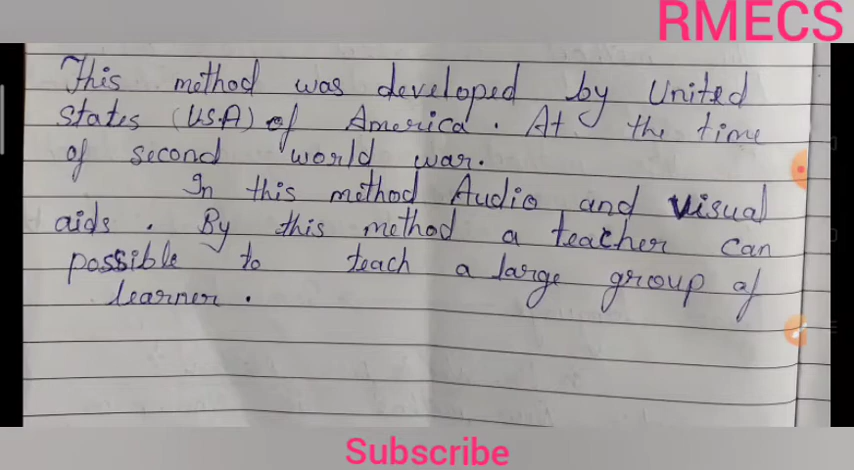 RMECS
This method was developed by United
States (U.S.A) of America. At the time
of second world war.
In this method Audio and visual
aids. By this method a teacher can
possible to teach a large group of
learner.
Subscribe